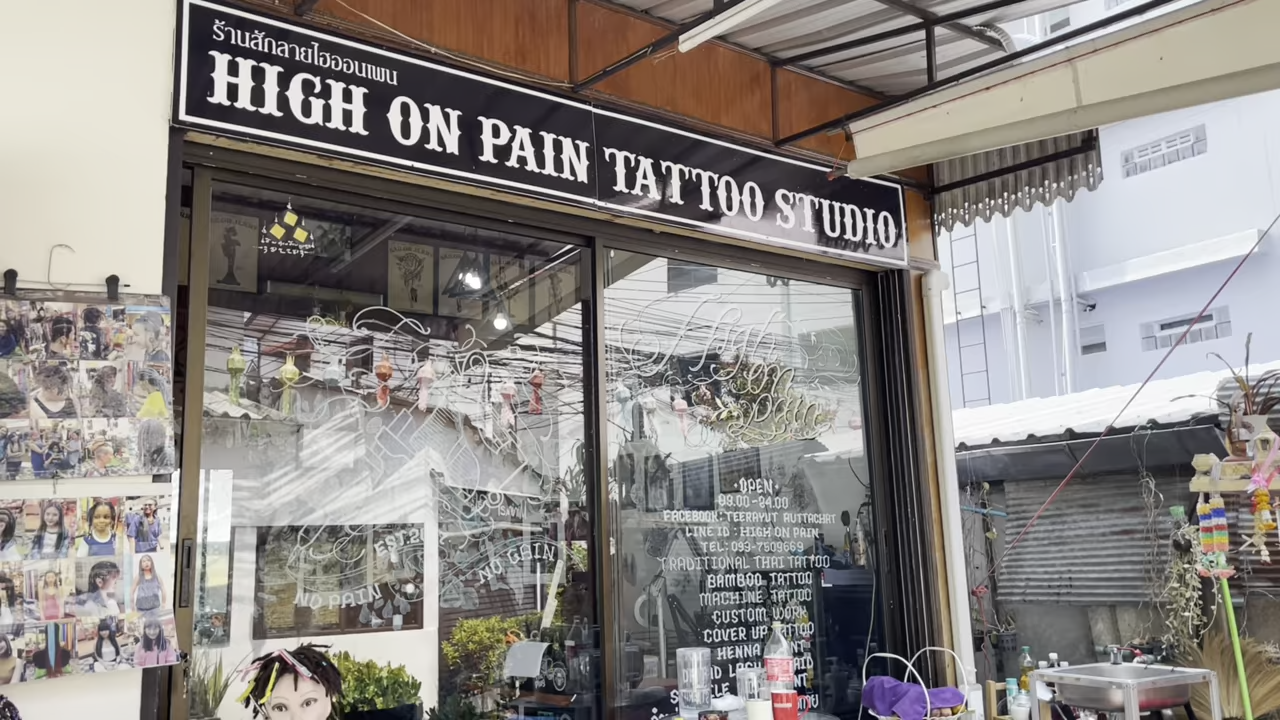 ร้านสักลายไฮออนเพน
HIGH ON PAIN TATTOO STUDIO
High
on
Pain
NO PAIN
NO GAIN
•OPEN•
09.00-24.00
FACEBOOK: TEERAYUT AUTTACHAT
LINE ID: HIGH ON PAIN
TEL: 093-7509669
TRADITIONAL THAI TATTOO
BAMBOO TATTOO
MACHINE TATTOO
CUSTOM WORK
COVER UP TATTOO
HENNA